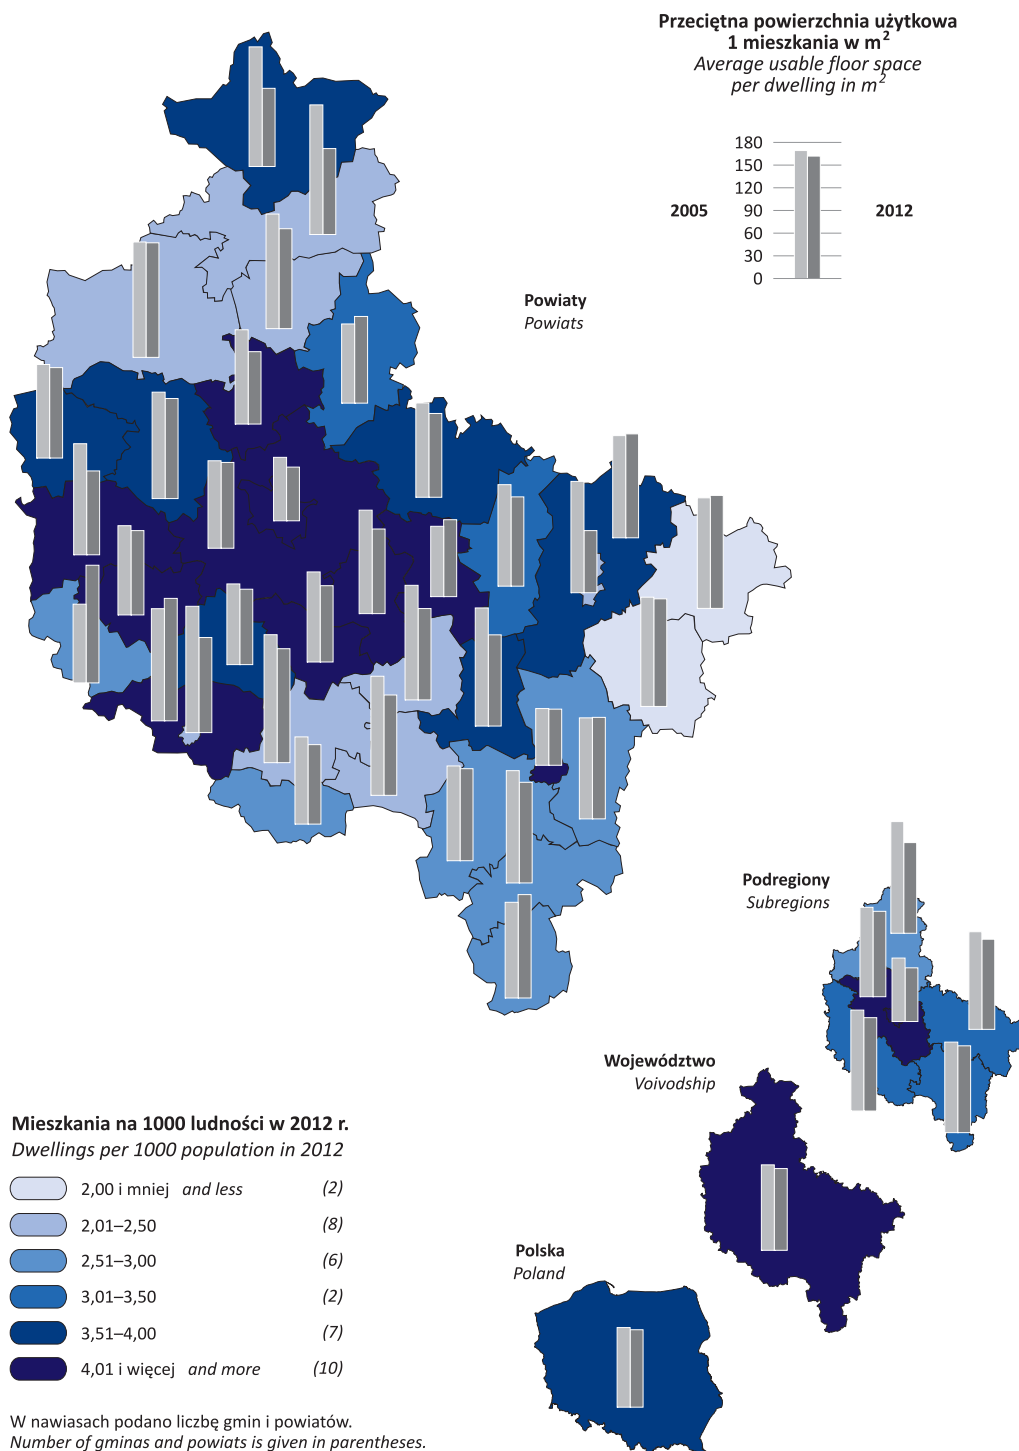 Przeciętna powierzchnia użytkowa
1 mieszkania w m²
Average usable floor space
per dwelling in m²
180
150
120
90
60
30
0
2005
2012
Powiaty
Powiats
Podregiony
Subregions
Województwo
Voivodship
Polska
Poland
Mieszkania na 1000 ludności w 2012 r.
Dwellings per 1000 population in 2012
2,00 i mniej and less (2)
2,01–2,50 (8)
2,51–3,00 (6)
3,01–3,50 (2)
3,51–4,00 (7)
4,01 i więcej and more (10)
W nawiasach podano liczbę gmin i powiatów.
Number of gminas and powiats is given in parentheses.